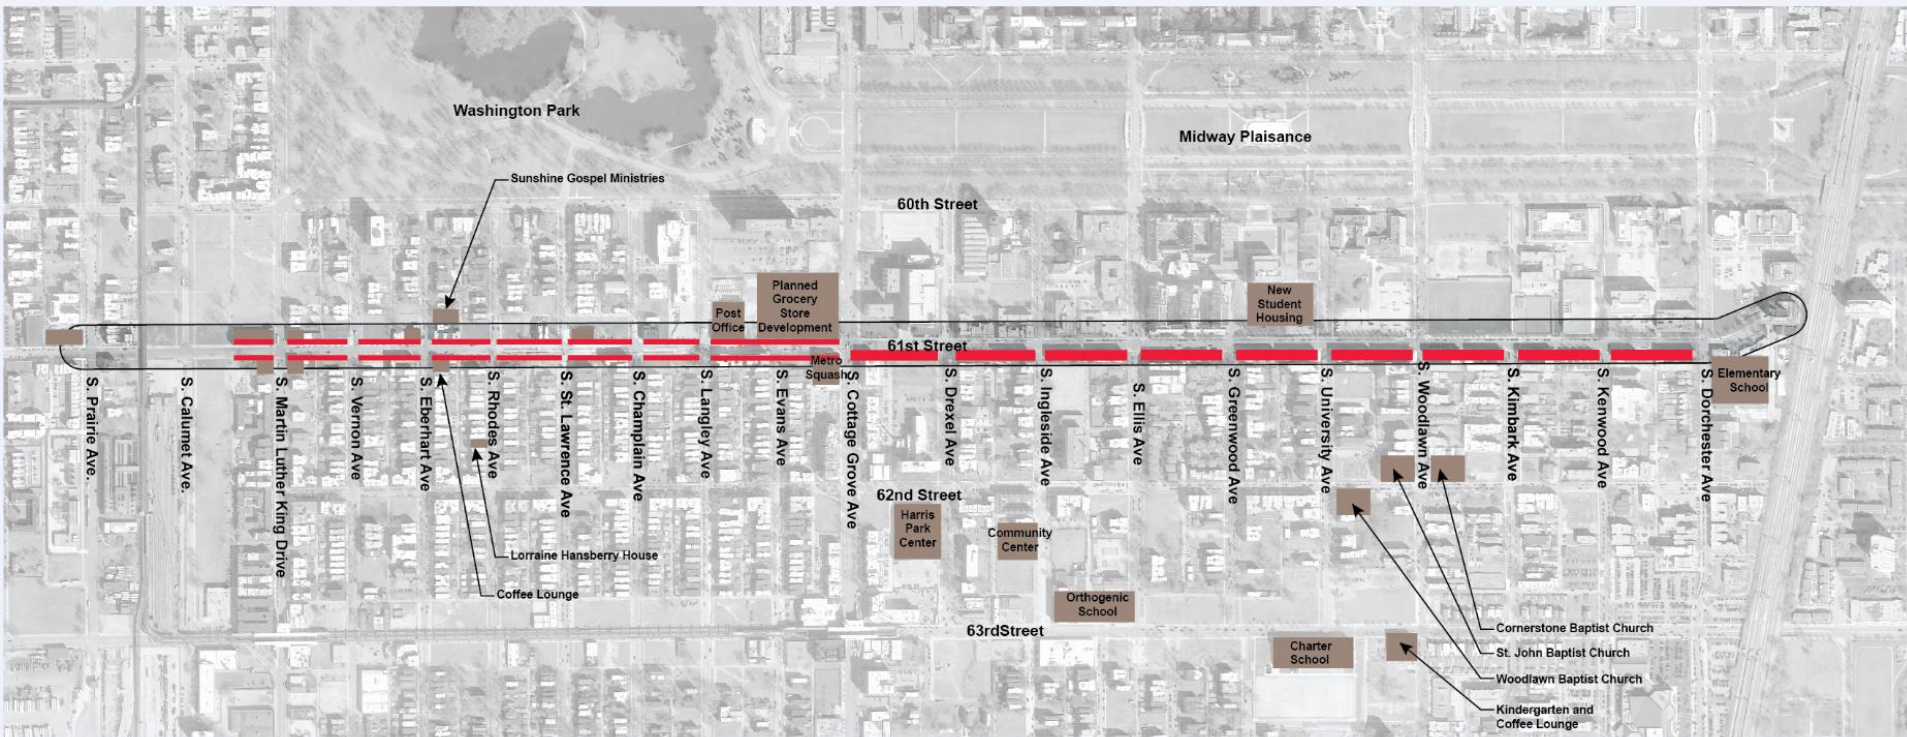 Washington Park
Midway Plaisance
Sunshine Gospel Ministries
60th Street
Planned
Grocery
Store
Development
Post
Office
New
Student
Housing
61st Street
Metro
Squash
Elementary
School
S. Prairie Ave.
S. Calumet Ave.
S. Martin Luther King Drive
S. Vernon Ave
S. Eberhart Ave
S. Rhodes Ave
S. St. Lawrence Ave
S. Champlain Ave
S. Langley Ave
S. Evans Ave
S. Cottage Grove Ave
S. Drexel Ave
S. Ingleside Ave
S. Ellis Ave
S. Greenwood Ave
S. University Ave
S. Woodlawn Ave
S. Kimbark Ave
S. Kenwood Ave
S. Dorchester Ave
62nd Street
Harris
Park
Center
Community
Center
Lorraine Hansberry House
Coffee Lounge
Orthogenic
School
63rdStreet
Charter
School
Cornerstone Baptist Church
St. John Baptist Church
Woodlawn Baptist Church
Kindergarten and
Coffee Lounge